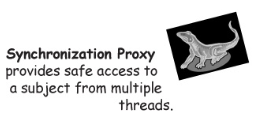 Synchronization Proxy
provides safe access to
a subject from multiple
threads.